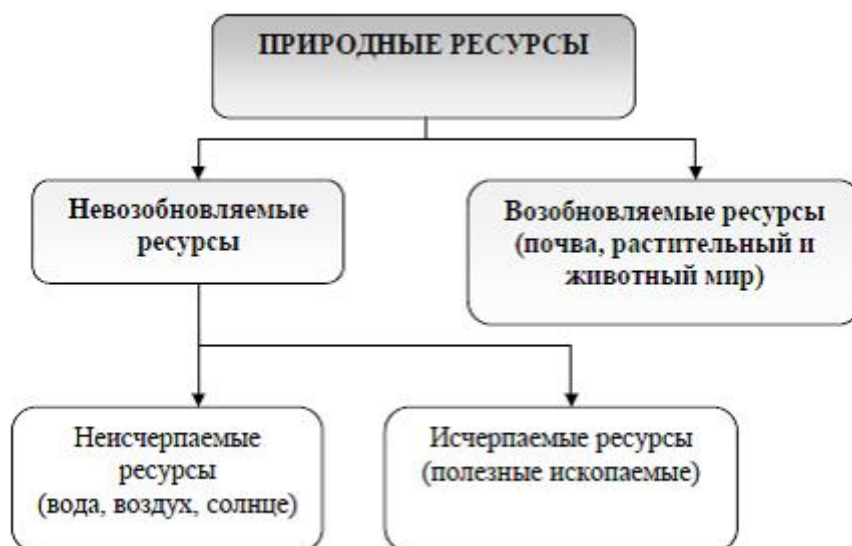 ПРИРОДНЫЕ РЕСУРСЫ
Невозобновляемые
ресурсы
Возобновляемые ресурсы
(почва, растительный и
животный мир)
Неисчерпаемые
ресурсы
(вода, воздух, солнце)
Исчерпаемые ресурсы
(полезные ископаемые)